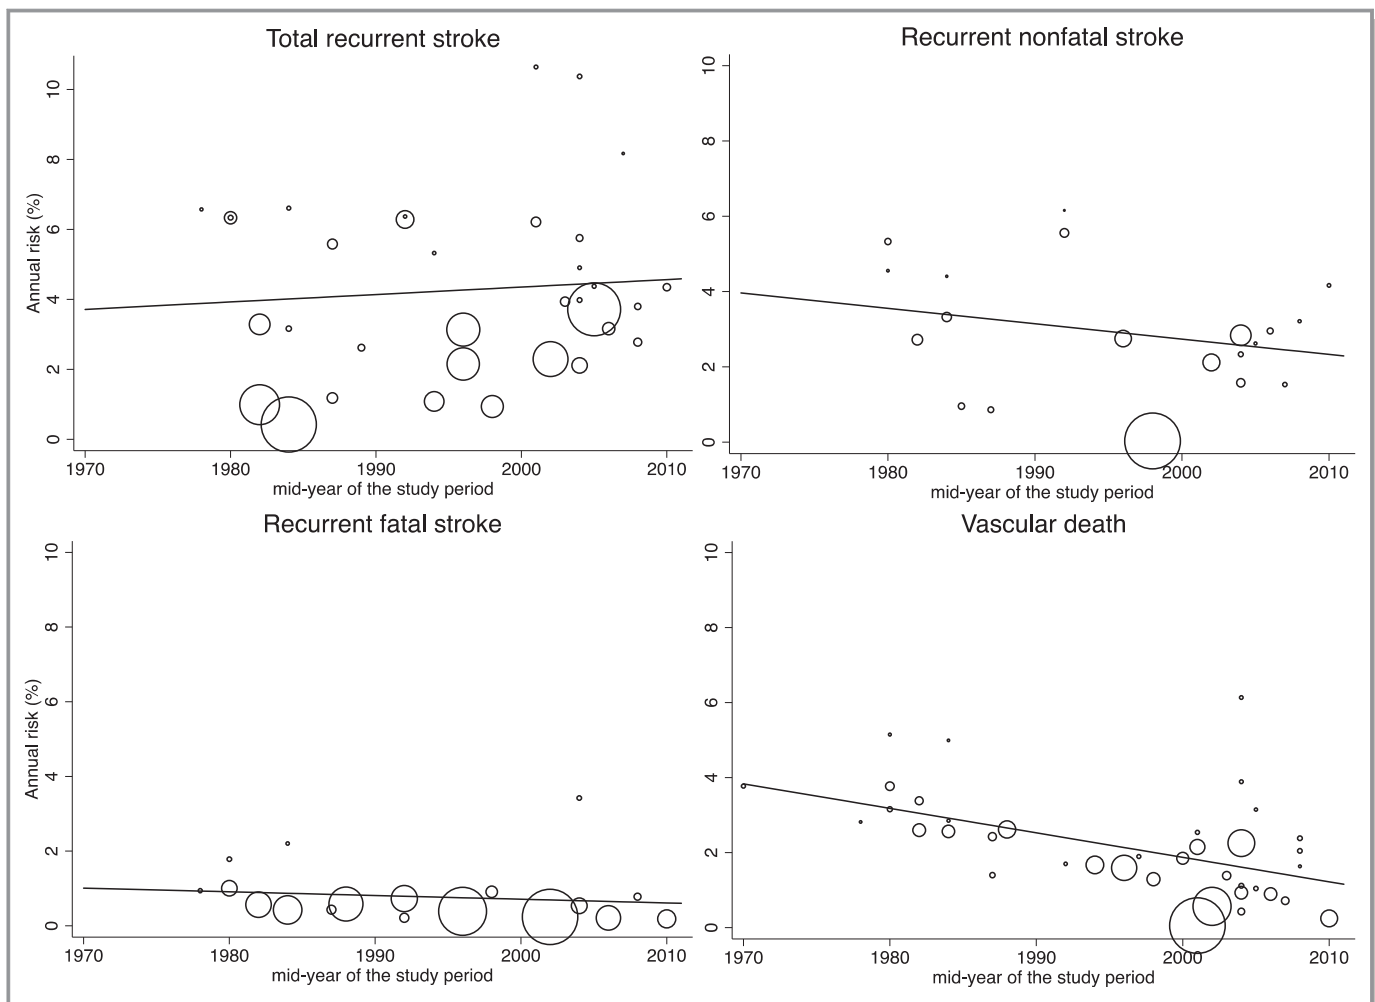 Total recurrent stroke
Annual risk (%)
10
8
6
4
2
0
1970 1980 1990 2000 2010
mid-year of the study period
Recurrent nonfatal stroke
10
8
6
4
2
0
1970 1980 1990 2000 2010
mid-year of the study period
Recurrent fatal stroke
Annual risk (%)
10
8
6
4
2
0
1970 1980 1990 2000 2010
mid-year of the study period
Vascular death
10
8
6
4
2
0
1970 1980 1990 2000 2010
mid-year of the study period